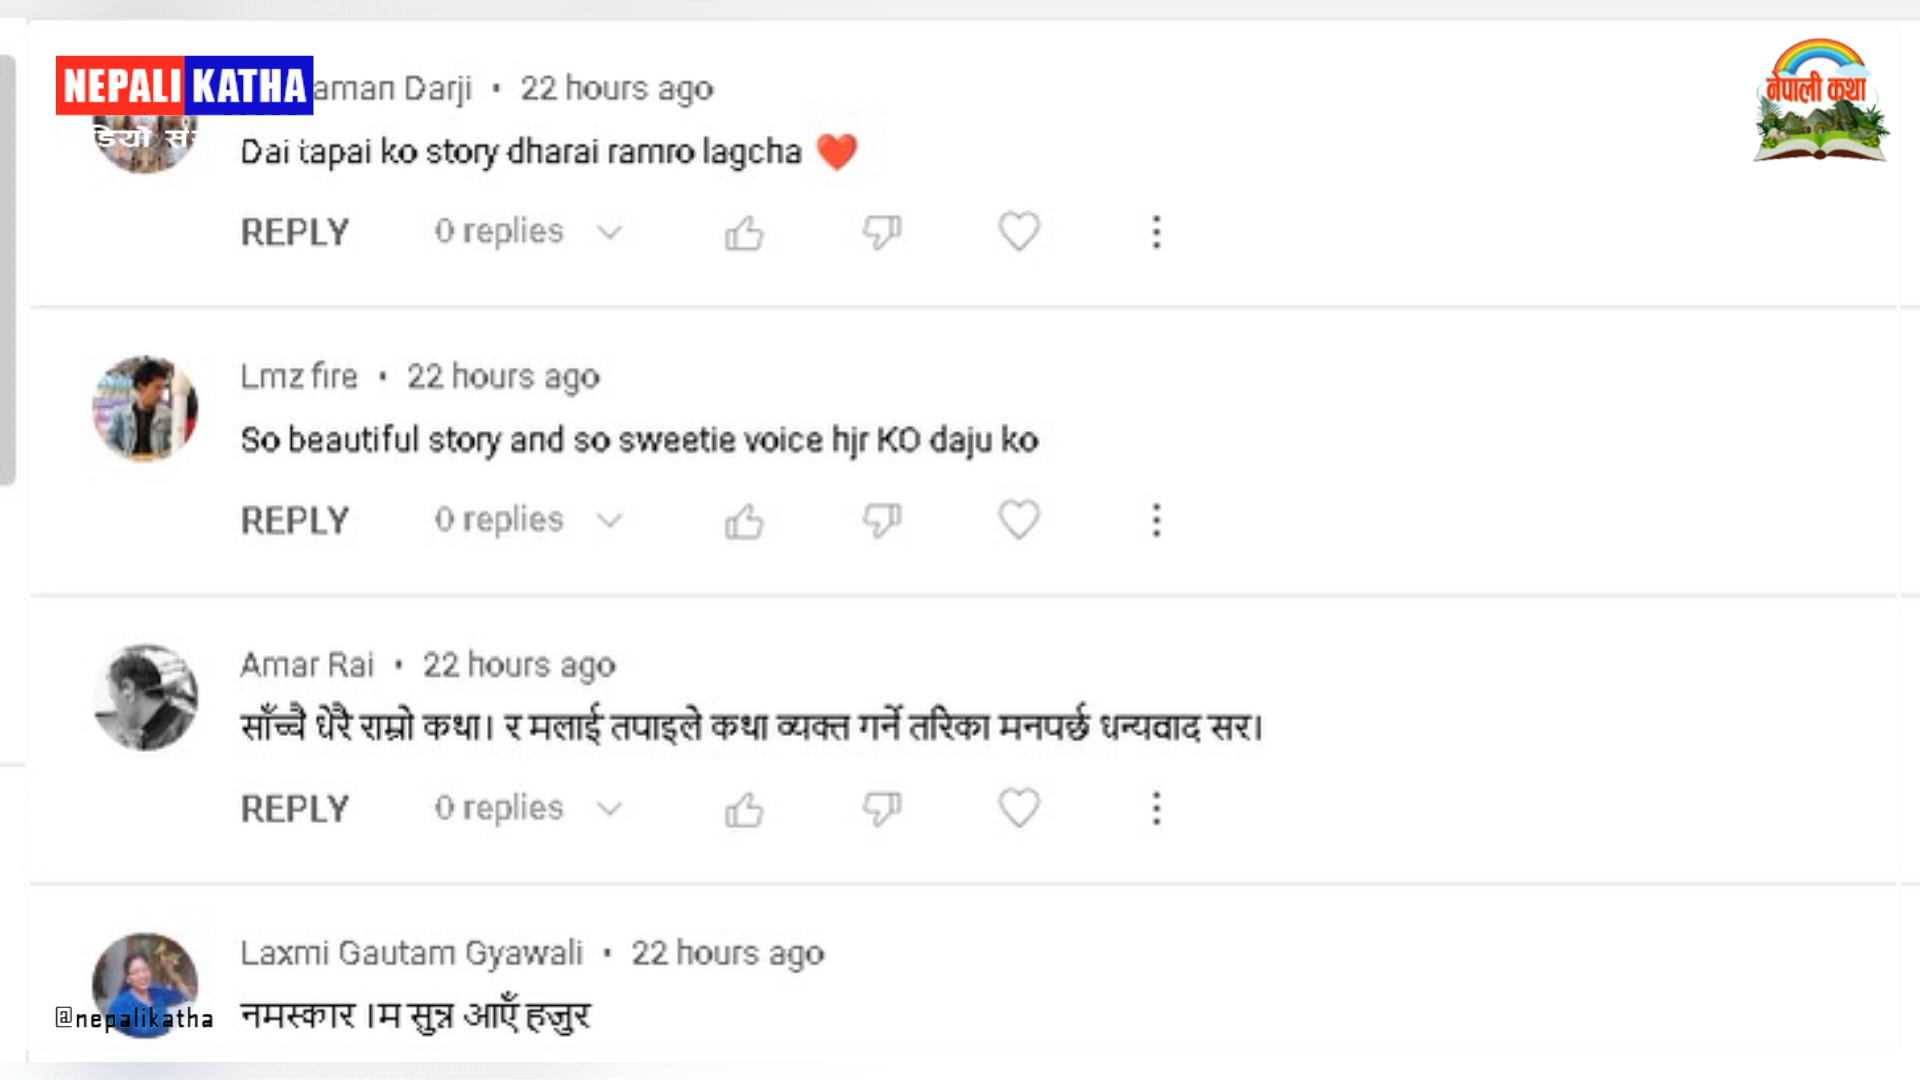 NEPALI KATHA
नेपाली कथा
aman Darji • 22 hours ago
Dai tapai ko story dharai ramro lagcha ❤️
REPLY 0 replies
Lmz fire • 22 hours ago
So beautiful story and so sweetie voice hjr KO daju ko
REPLY 0 replies
Amar Rai • 22 hours ago
साँच्चै धेरै राम्रो कथा। र मलाई तपाइले कथा व्यक्त गर्ने तरिका मनपर्छ धन्यवाद सर।
REPLY 0 replies
Laxmi Gautam Gyawali • 22 hours ago
नमस्कार ।म सुन्न आएँ हजुर
@nepalikatha